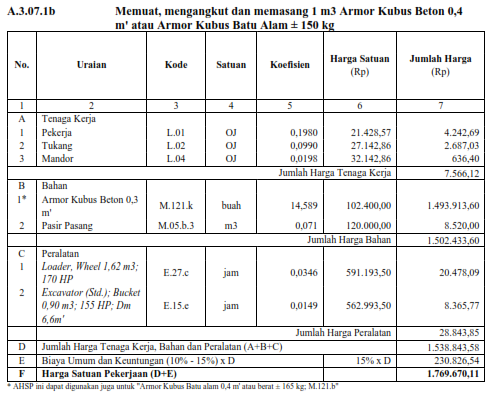 A.3.07.1b Memuat, mengangkut dan memasang 1 m3 Armor Kubus Beton 0,4
m' atau Armor Kubus Batu Alam ± 150 kg
No. Uraian Kode Satuan Koefisien Harga Satuan (Rp) Jumlah Harga (Rp)
1 2 3 4 5 6 7
A Tenaga Kerja
1 Pekerja L.01 OJ 0,1980 21.428,57 4.242,69
2 Tukang L.02 OJ 0,0990 27.142,86 2.687,03
3 Mandor L.04 OJ 0,0198 32.142,86 636,40
Jumlah Harga Tenaga Kerja 7.566,12
B Bahan
1* Armor Kubus Beton 0,3 m' M.121.k buah 14,589 102.400,00 1.493.913,60
2 Pasir Pasang M.05.b.3 m3 0,071 120.000,00 8.520,00
Jumlah Harga Bahan 1.502.433,60
C Peralatan
1 Loader, Wheel 1,62 m3; 170 HP E.27.c jam 0,0346 591.193,50 20.478,09
2 Excavator (Std.); Bucket 0,90 m3; 155 HP; Dm 6,6m' E.15.e jam 0,0149 562.993,50 8.365,77
Jumlah Harga Peralatan 28.843,85
D Jumlah Harga Tenaga Kerja, Bahan dan Peralatan (A+B+C) 1.538.843,58
E Biaya Umum dan Keuntungan (10% - 15%) x D 15% x D 230.826,54
F Harga Satuan Pekerjaan (D+E) 1.769.670,11
* AHSP ini dapat digunakan juga untuk "Armor Kubus Batu alam 0,4 m' atau berat ± 165 kg; M.121.b"